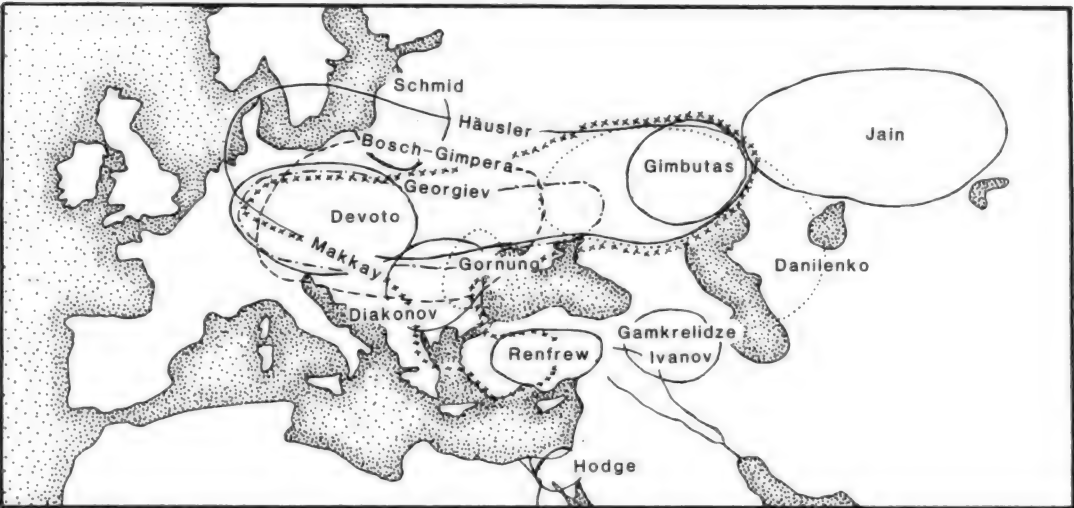 Schmid
Häusler
Jain
Bosch-Gimpera
Gimbutas
Georgiev
Devoto
Makkay
Gornung
Danilenko
Diakonov
Gamkrelidze
Ivanov
Renfrew
Hodge